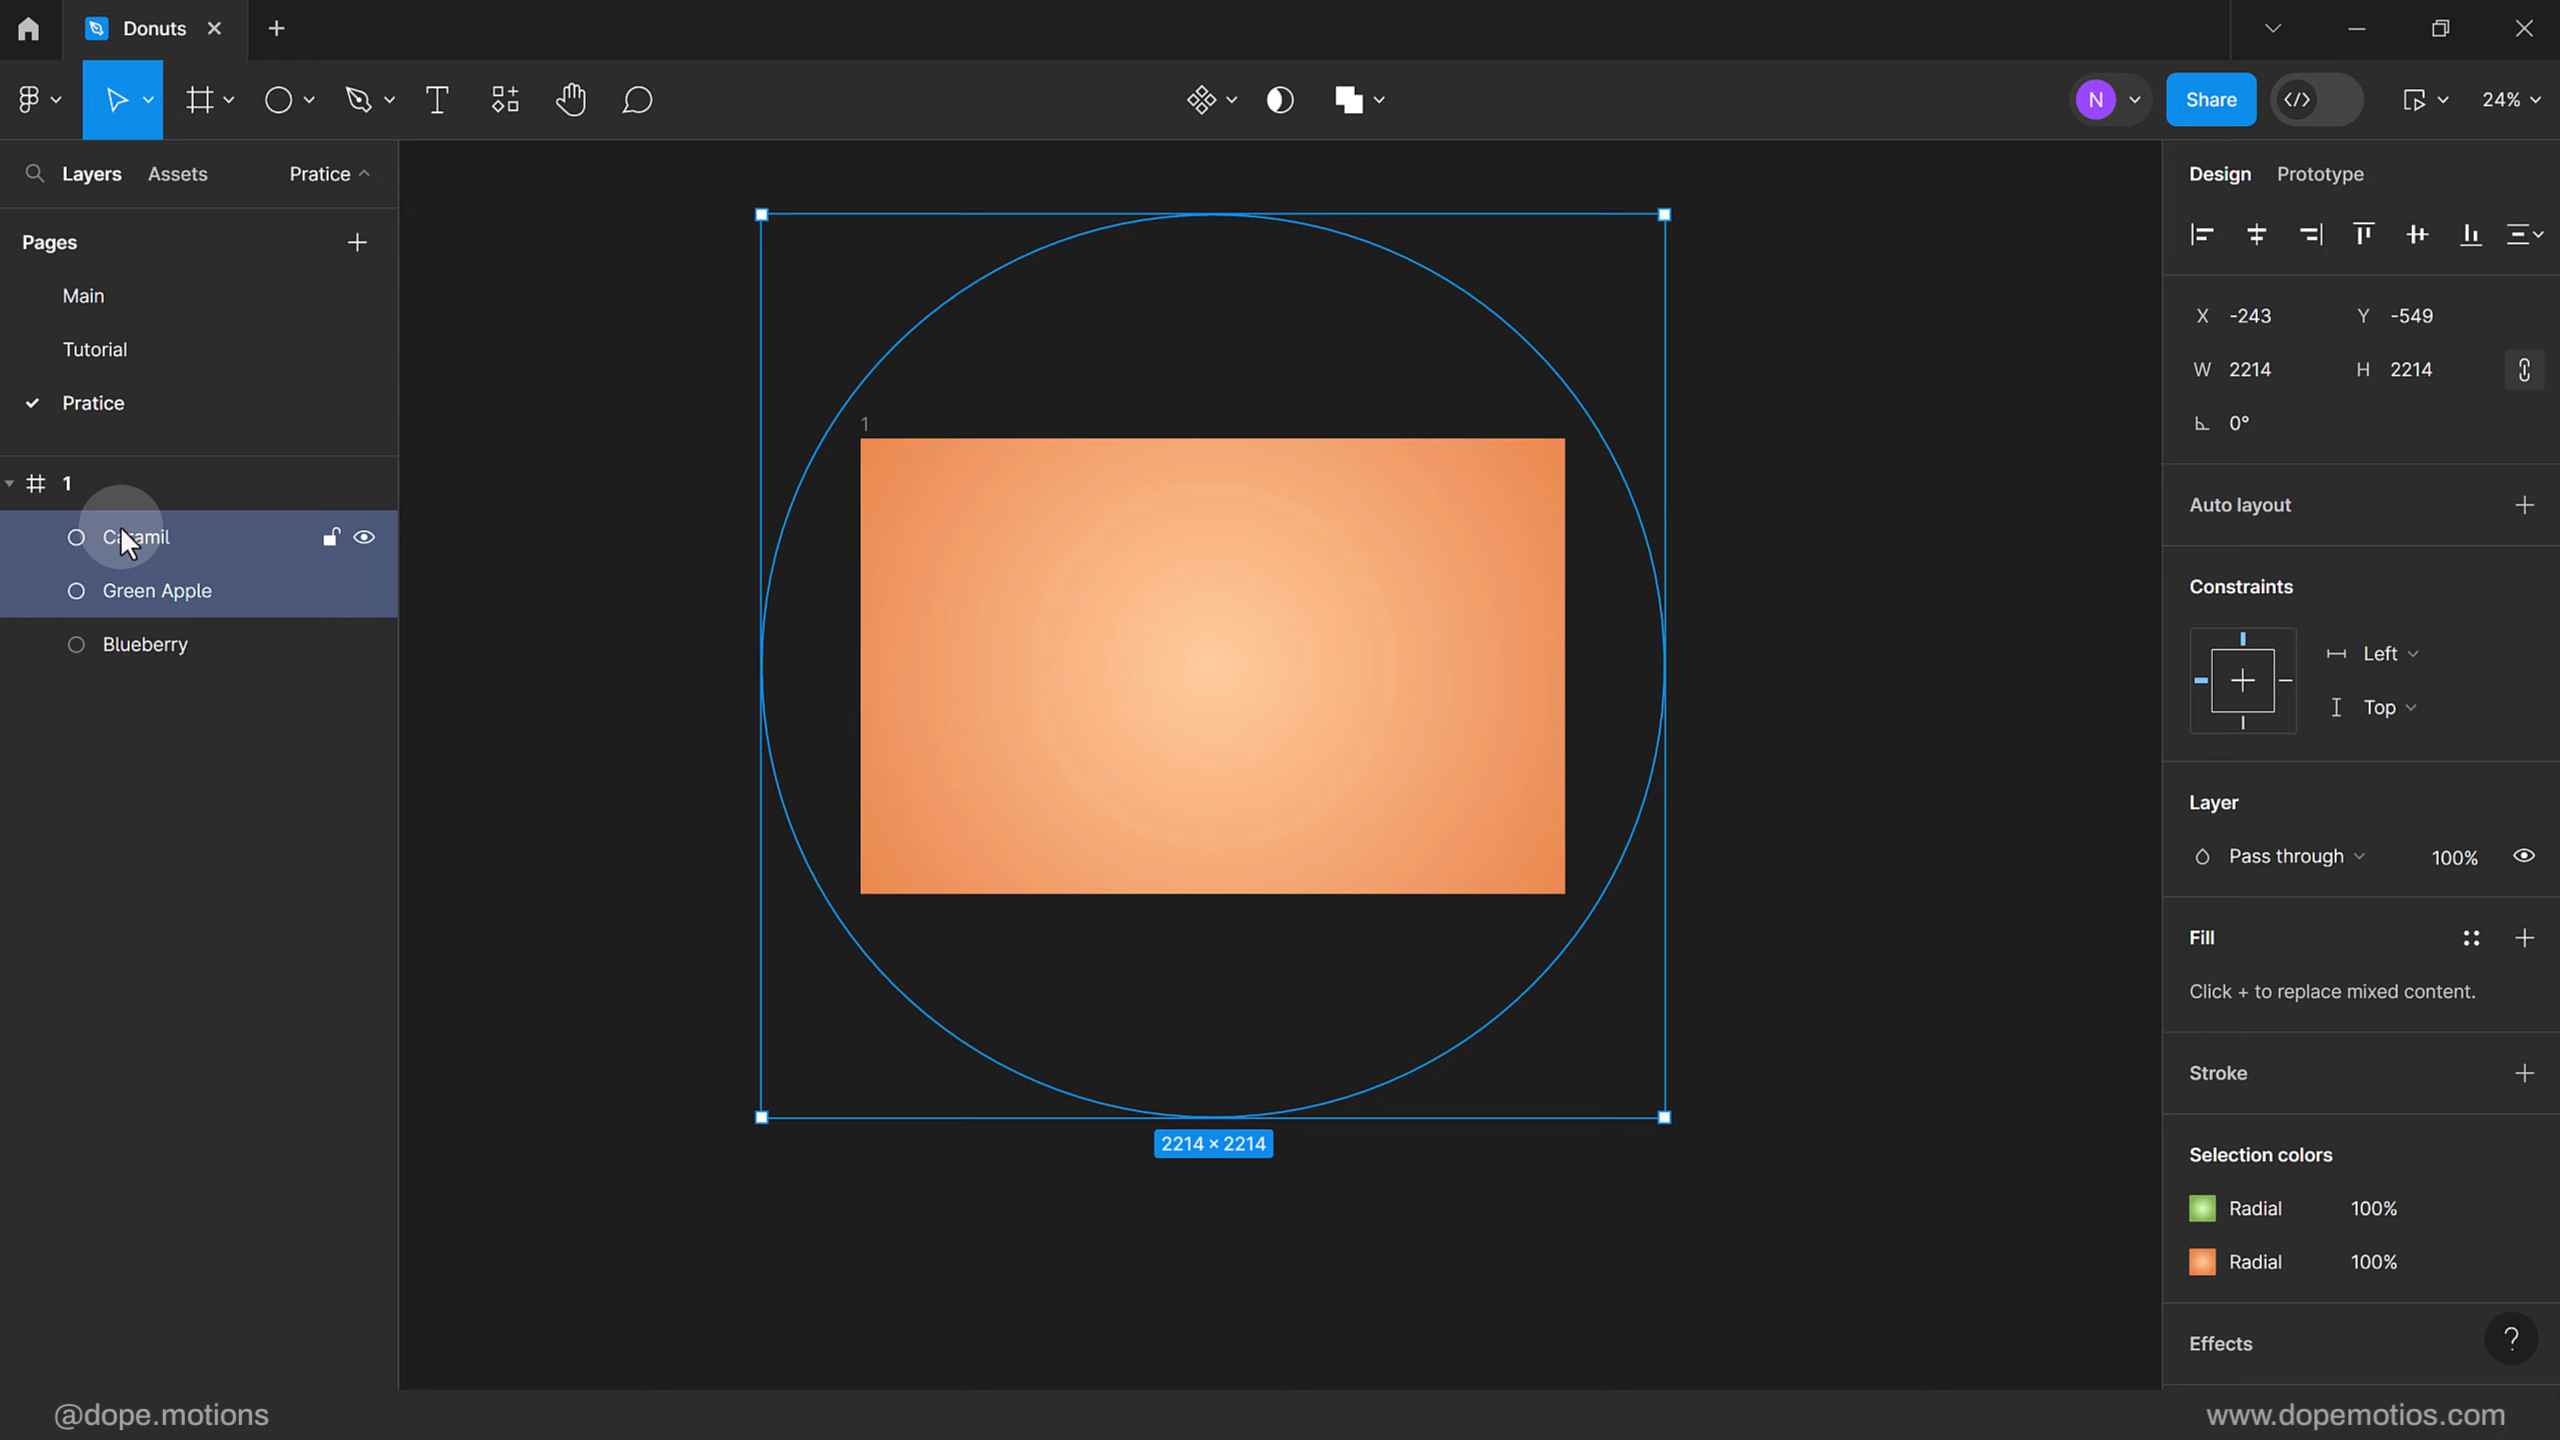 Donuts
Share
24%
Layers
Assets
Pratice
Design
Prototype
Pages
Main
Tutorial
Pratice
X -243
Y -549
W 2214
H 2214
0°
1
1
Green Apple
Blueberry
Auto layout
Constraints
Left
Top
Layer
Pass through
100%
Fill
Click + to replace mixed content.
Stroke
2214 × 2214
Selection colors
Radial 100%
Radial 100%
Effects
?
N
@dope.motions
www.dopemotios.com